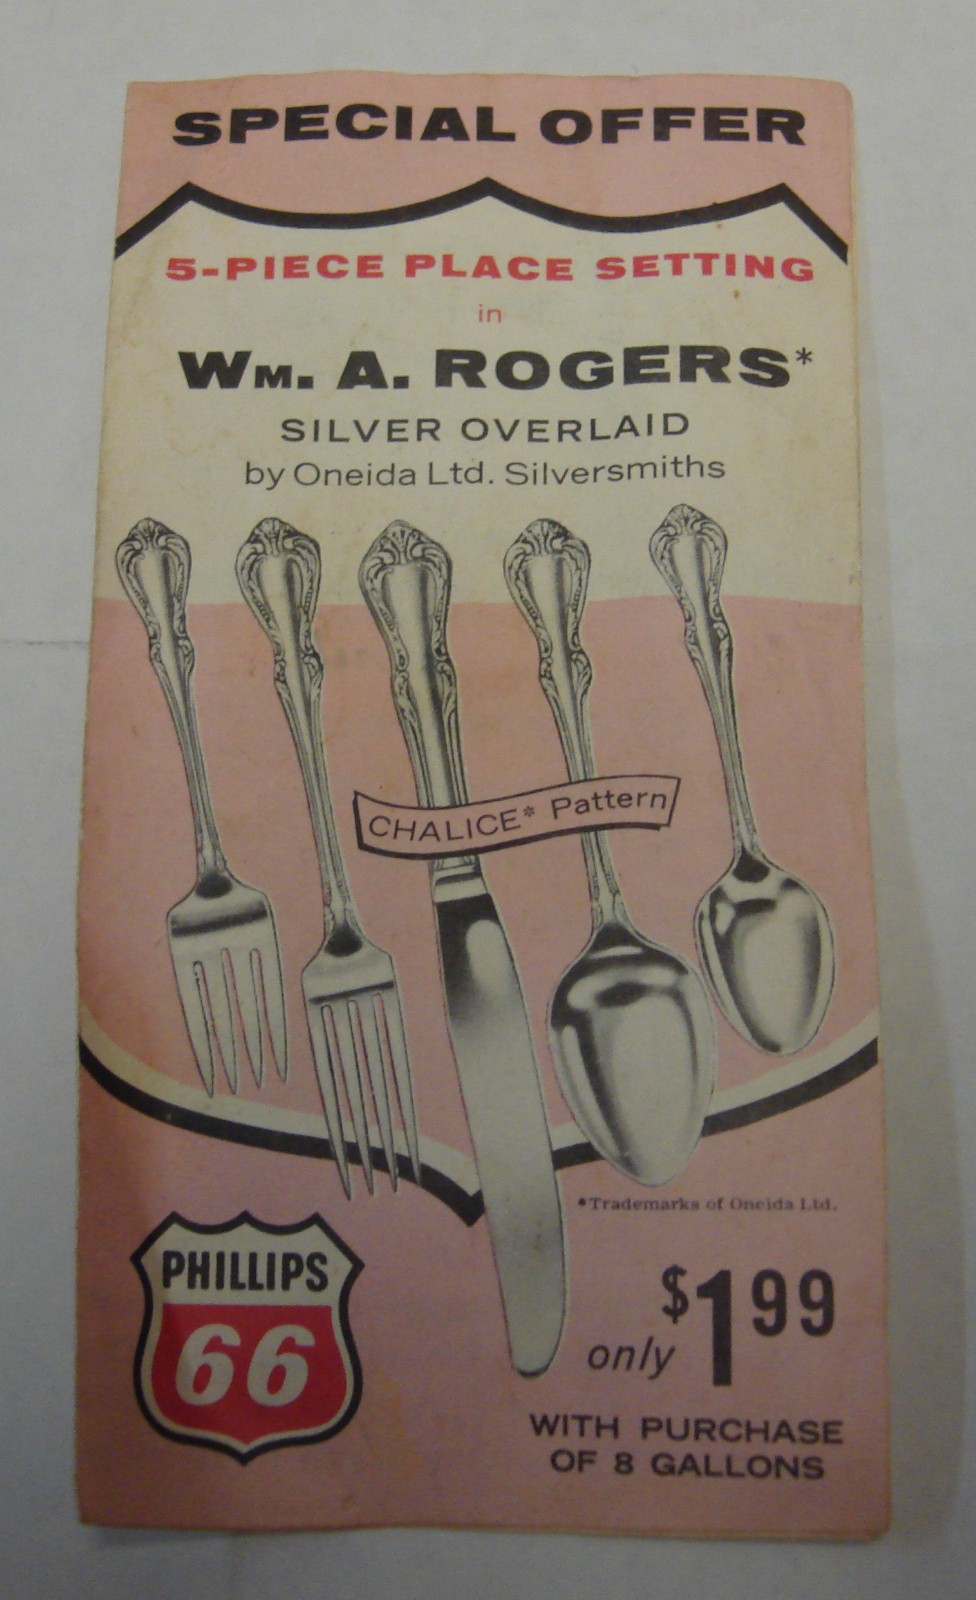 SPECIAL OFFER
5-PIECE PLACE SETTING
in
WM. A. ROGERS*
SILVER OVERLAID
by Oneida Ltd. Silversmiths
CHALICE* Pattern
*Trademarks of Oneida Ltd.
PHILLIPS
66
only $1.99
WITH PURCHASE
OF 8 GALLONS